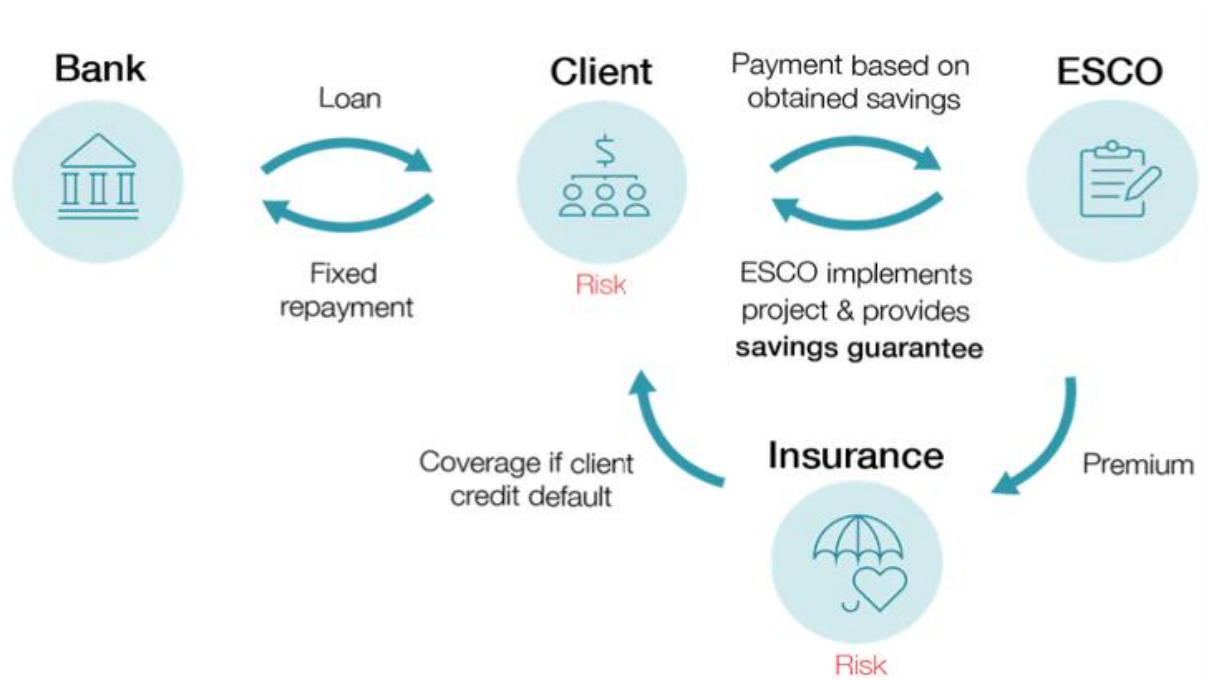 Bank
Loan
Fixed
repayment
Client
Risk
Payment based on
obtained savings
ESCO
ESCO implements
project & provides
savings guarantee
Coverage if client
credit default
Insurance
Risk
Premium